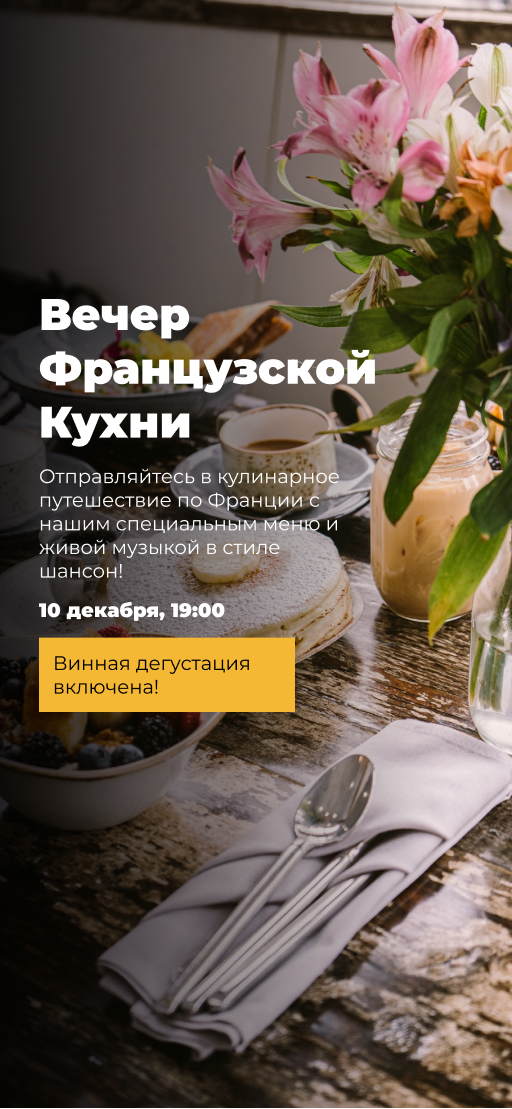 Вечер
Французской
Кухни
Отправляйтесь в кулинарное
путешествие по Франции с
нашим специальным меню и
живой музыкой в стиле
шансон!
10 декабря, 19:00
Винная дегустация
включена!